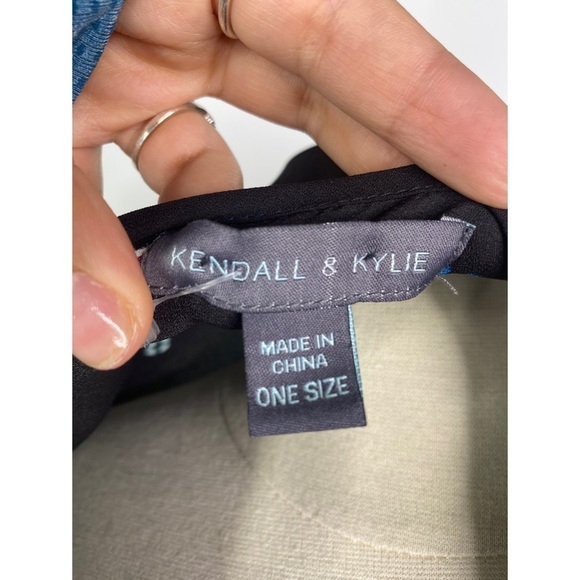 KENDALL & KYLIE
MADE IN
CHINA
ONE SIZE